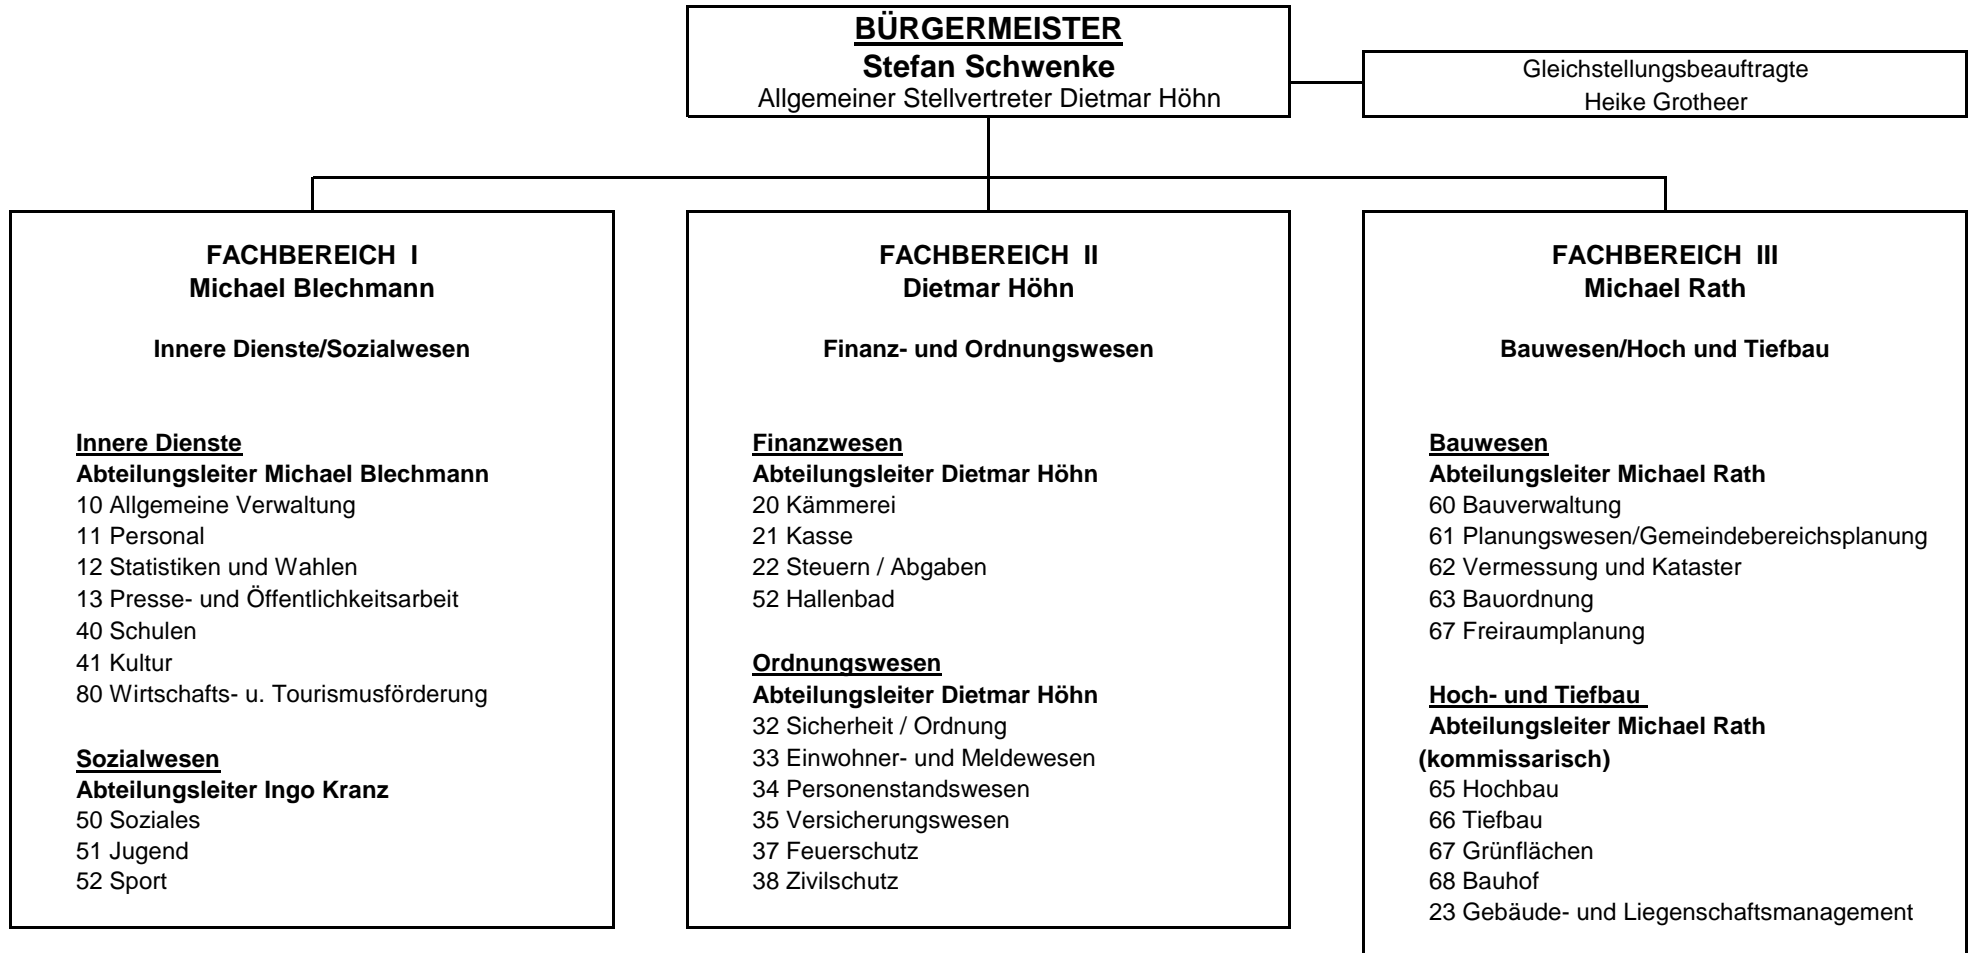 BÜRGERMEISTER
Stefan Schwenke
Allgemeiner Stellvertreter Dietmar Höhn
Gleichstellungsbeauftragte
Heike Grotheer
FACHBEREICH I
Michael Blechmann
Innere Dienste/Sozialwesen
Innere Dienste
Abteilungsleiter Michael Blechmann
10 Allgemeine Verwaltung
11 Personal
12 Statistiken und Wahlen
13 Presse- und Öffentlichkeitsarbeit
40 Schulen
41 Kultur
80 Wirtschafts- u. Tourismusförderung
Sozialwesen
Abteilungsleiter Ingo Kranz
50 Soziales
51 Jugend
52 Sport
FACHBEREICH II
Dietmar Höhn
Finanz- und Ordnungswesen
Finanzwesen
Abteilungsleiter Dietmar Höhn
20 Kämmerei
21 Kasse
22 Steuern / Abgaben
52 Hallenbad
Ordnungswesen
Abteilungsleiter Dietmar Höhn
32 Sicherheit / Ordnung
33 Einwohner- und Meldewesen
34 Personenstandswesen
35 Versicherungswesen
37 Feuerschutz
38 Zivilschutz
FACHBEREICH III
Michael Rath
Bauwesen/Hoch und Tiefbau
Bauwesen
Abteilungsleiter Michael Rath
60 Bauverwaltung
61 Planungswesen/Gemeindebereichsplanung
62 Vermessung und Kataster
63 Bauordnung
67 Freiraumplanung
Hoch- und Tiefbau
Abteilungsleiter Michael Rath
(kommissarisch)
65 Hochbau
66 Tiefbau
67 Grünflächen
68 Bauhof
23 Gebäude- und Liegenschaftsmanagement